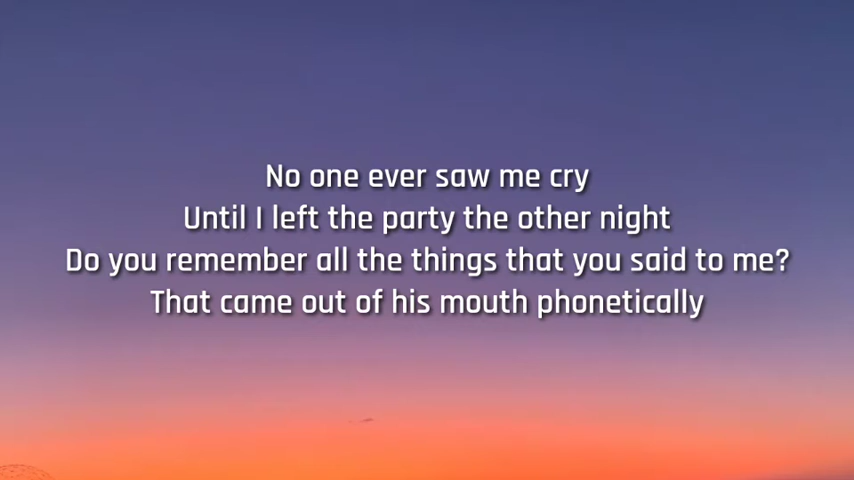 No one ever saw me cry
Until I left the party the other night
Do you remember all the things that you said to me?
That came out of his mouth phonetically